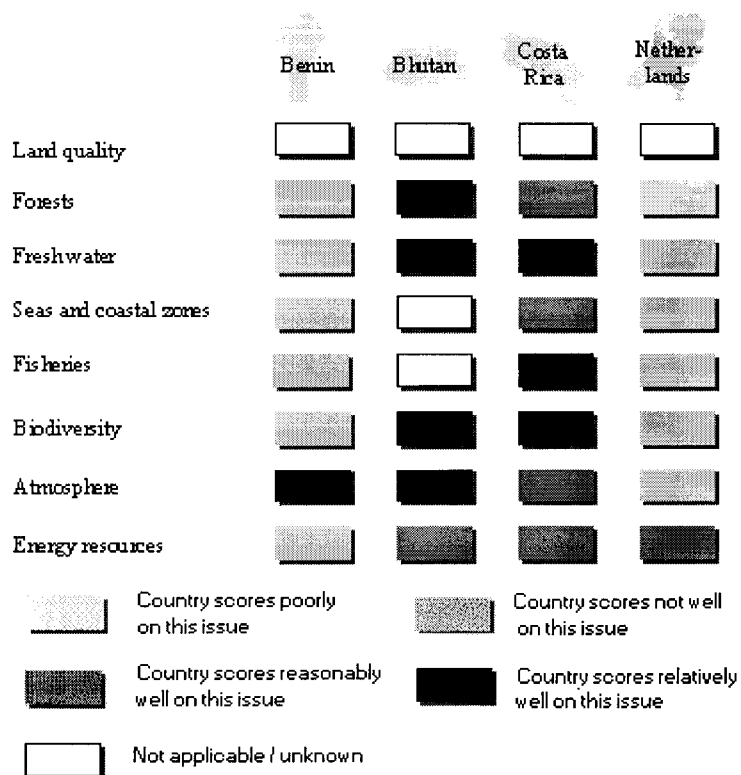 Benin
Bhutan
Costa
Rica
Nether-
lands
Land quality
Forests
Freshwater
Seas and coastal zones
Fisheries
Biodiversity
Atmosphere
Energy resources
Country scores poorly
on this issue
Country scores not well
on this issue
Country scores reasonably
well on this issue
Country scores relatively
well on this issue
Not applicable / unknown